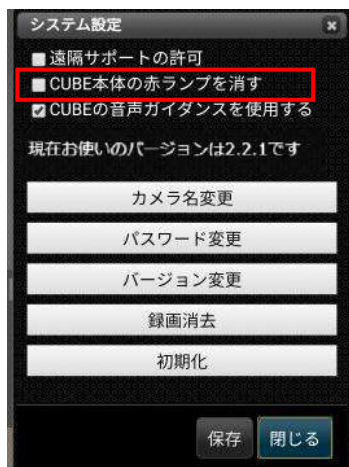 システム設定
遠隔サポートの許可
CUBE本体の赤ランプを消す
CUBEの音声ガイダンスを使用する
現在お使いのバージョンは2.2.1です
カメラ名変更
パスワード変更
バージョン変更
録画消去
初期化
保存 閉じる